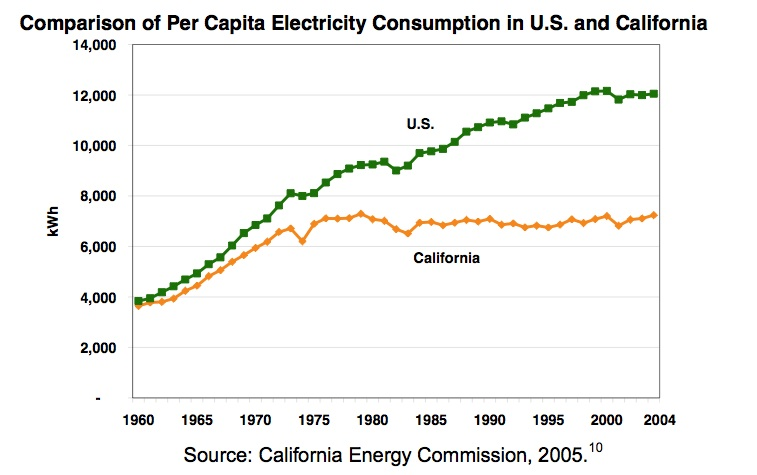 Comparison of Per Capita Electricity Consumption in U.S. and California
14,000
12,000
10,000
8,000
6,000
4,000
2,000
-
kWh
U.S.
California
1960 1965 1970 1975 1980 1985 1990 1995 2000 2004
Source: California Energy Commission, 2005.10